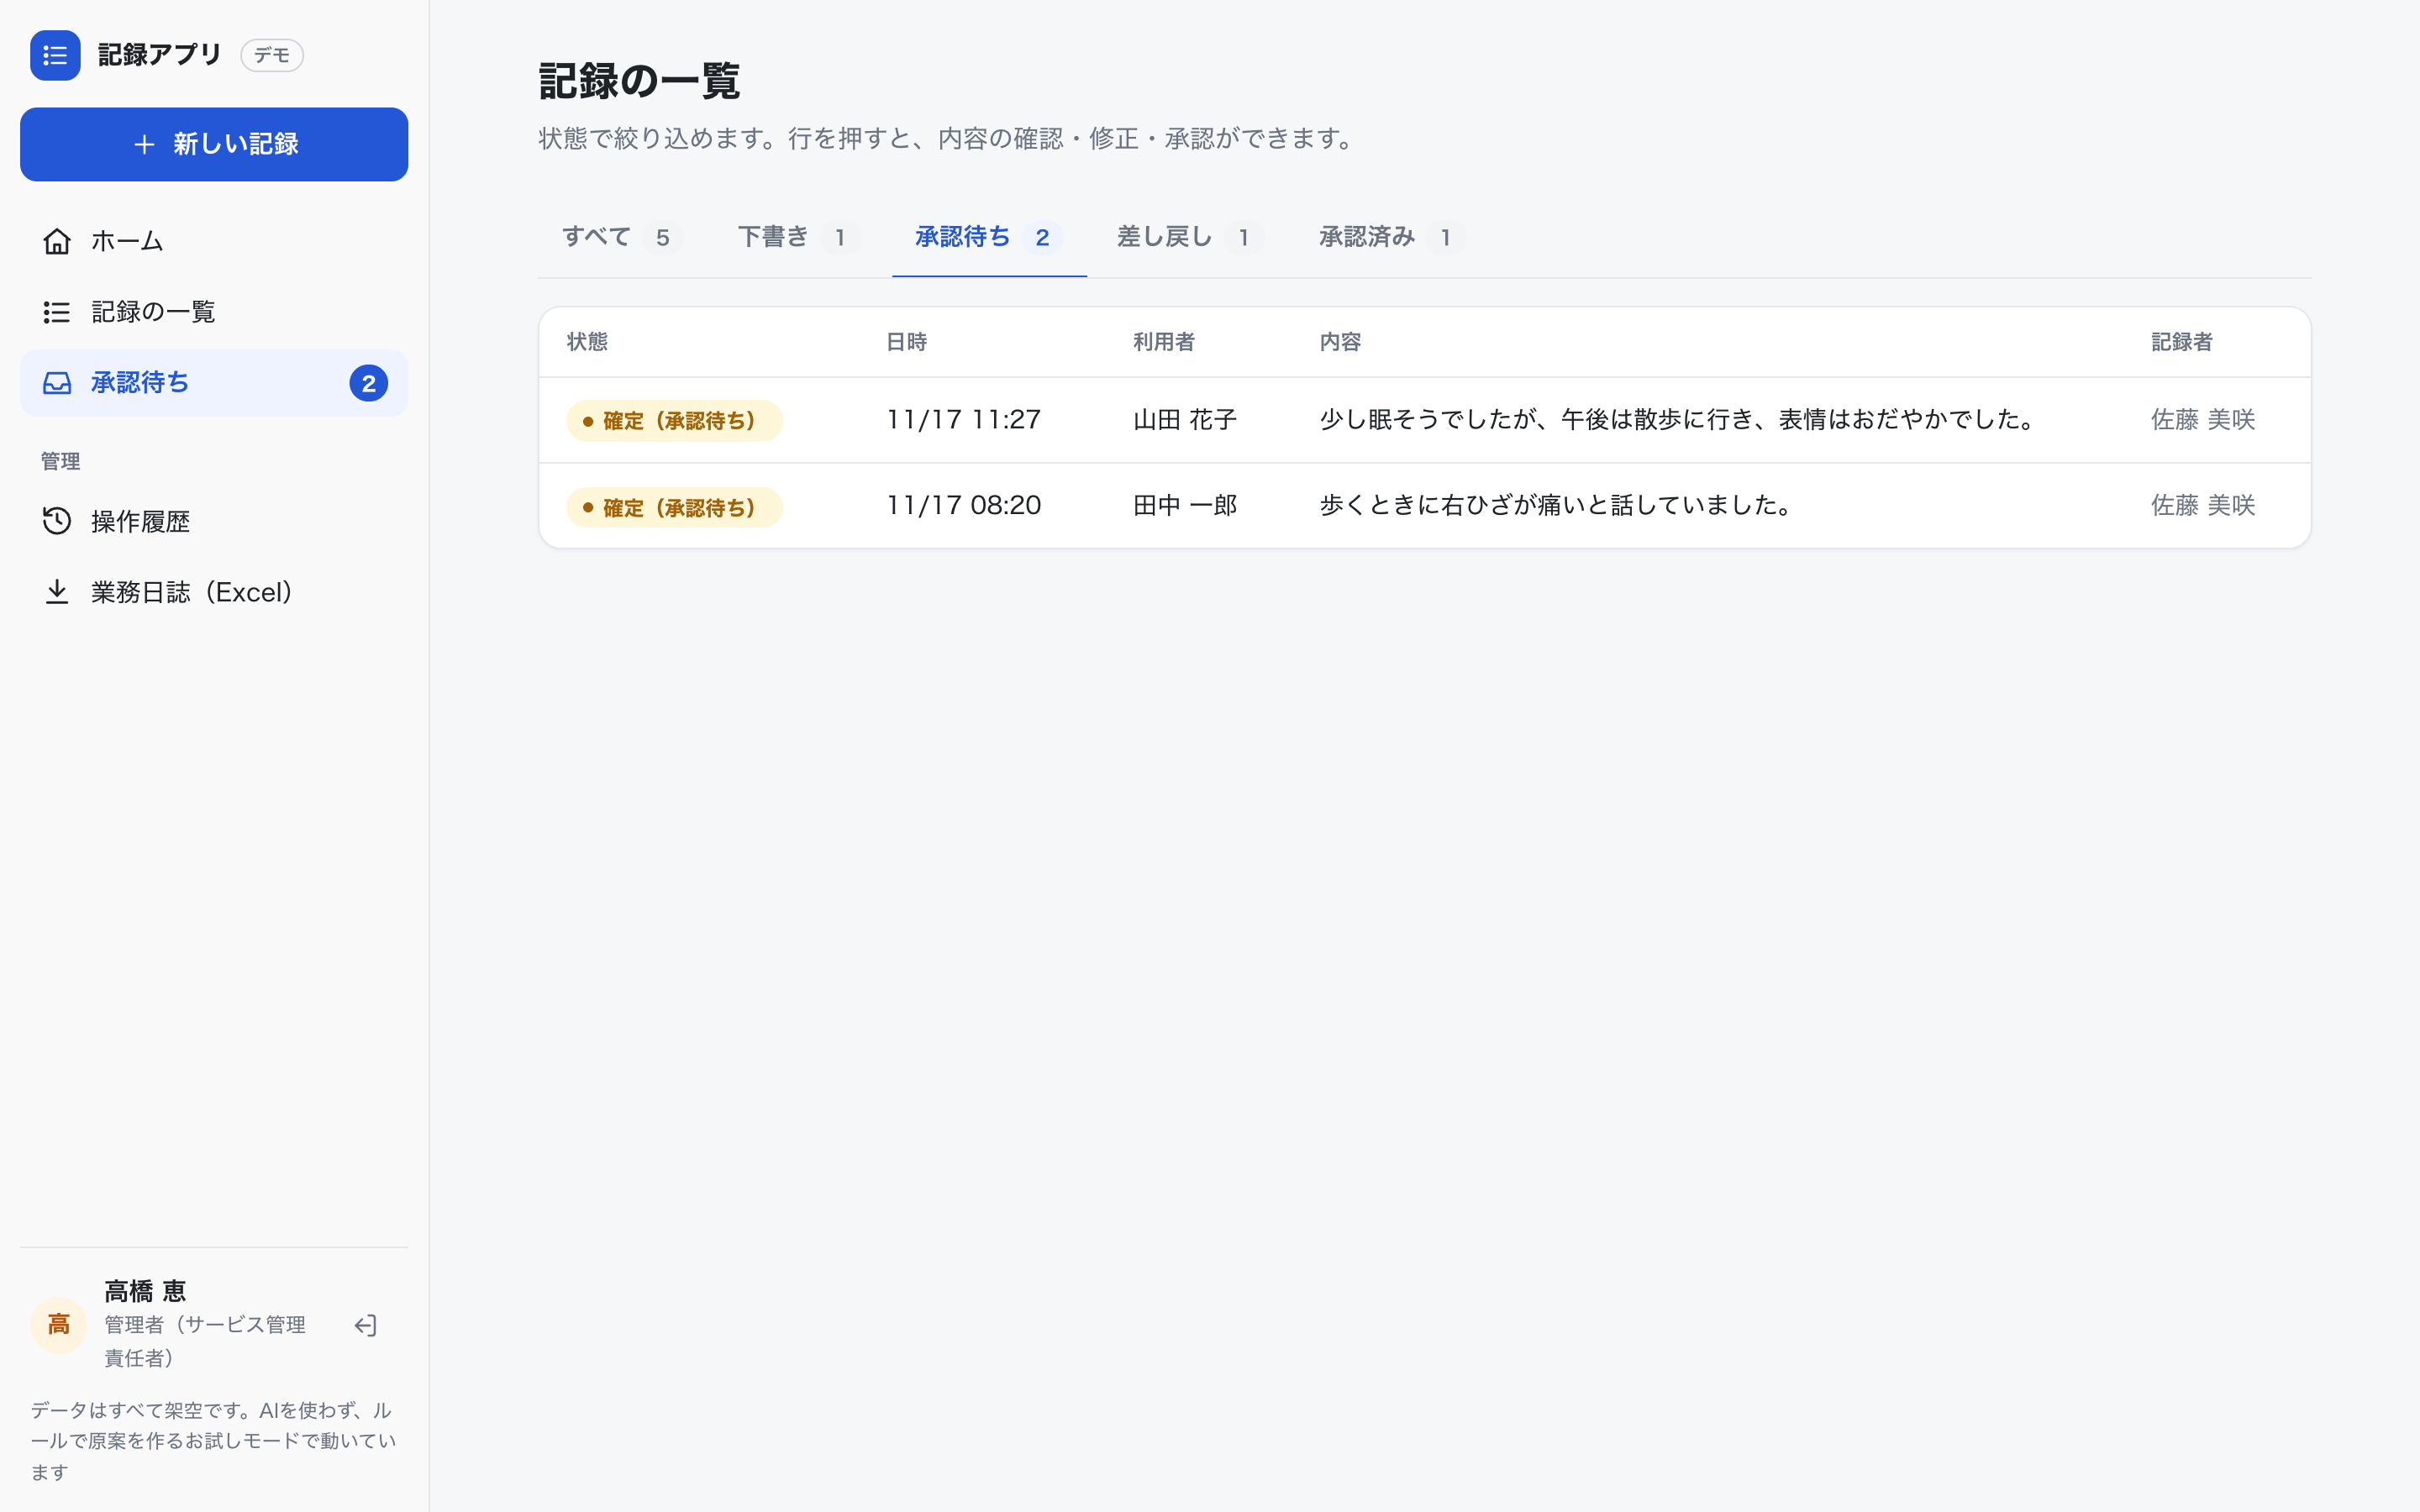 記録アプリ デモ
新しい記録
ホーム
記録の一覧
承認待ち 2
管理
操作履歴
業務日誌（Excel）
高
高橋 恵
管理者（サービス管理
責任者）
データはすべて架空です。AIを使わず、ル
ールで原案を作るお試しモードで動いてい
ます
記録の一覧
状態で絞り込めます。行を押すと、内容の確認・修正・承認ができます。
すべて 5 下書き 1 承認待ち 2 差し戻し 1 承認済み 1
状態 日時 利用者 内容 記録者
確定（承認待ち） 11/17 11:27 山田 花子 少し眠そうでしたが、午後は散歩に行き、表情はおだやかでした。 佐藤 美咲
確定（承認待ち） 11/17 08:20 田中 一郎 歩くときに右ひざが痛いと話していました。 佐藤 美咲